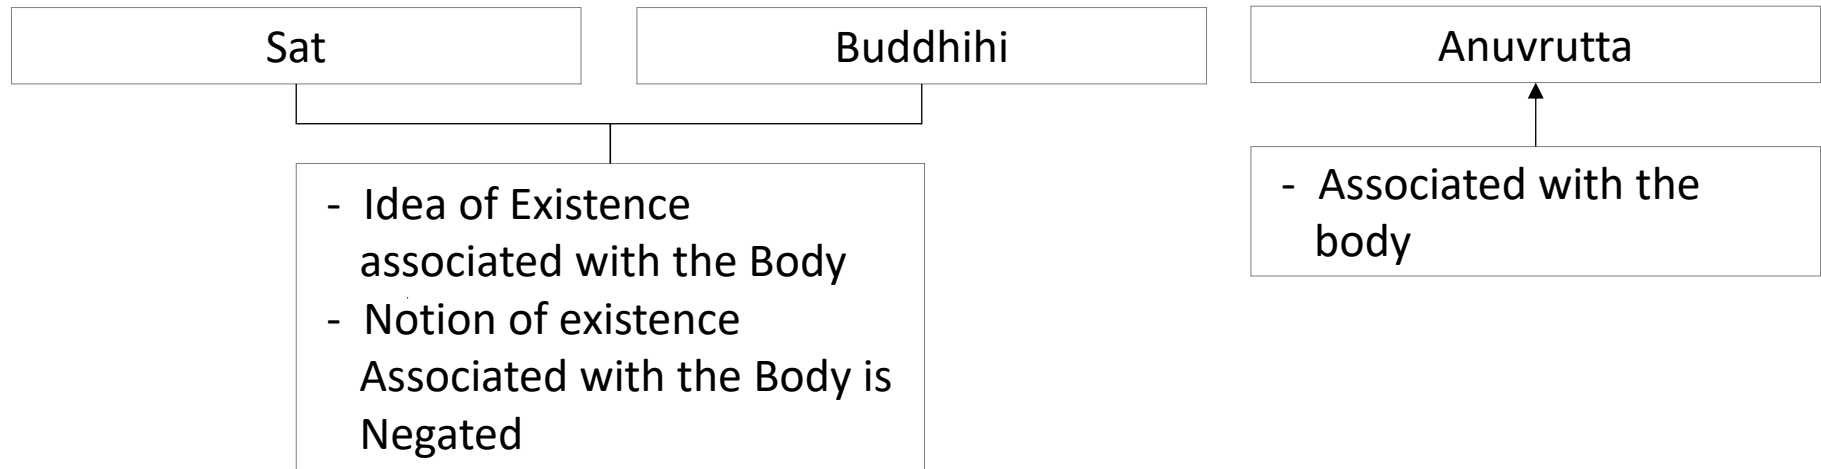 Sat
Buddhihi
Anuvrutta
- Idea of Existence
associated with the Body
- Notion of existence
Associated with the Body is
Negated
- Associated with the
body